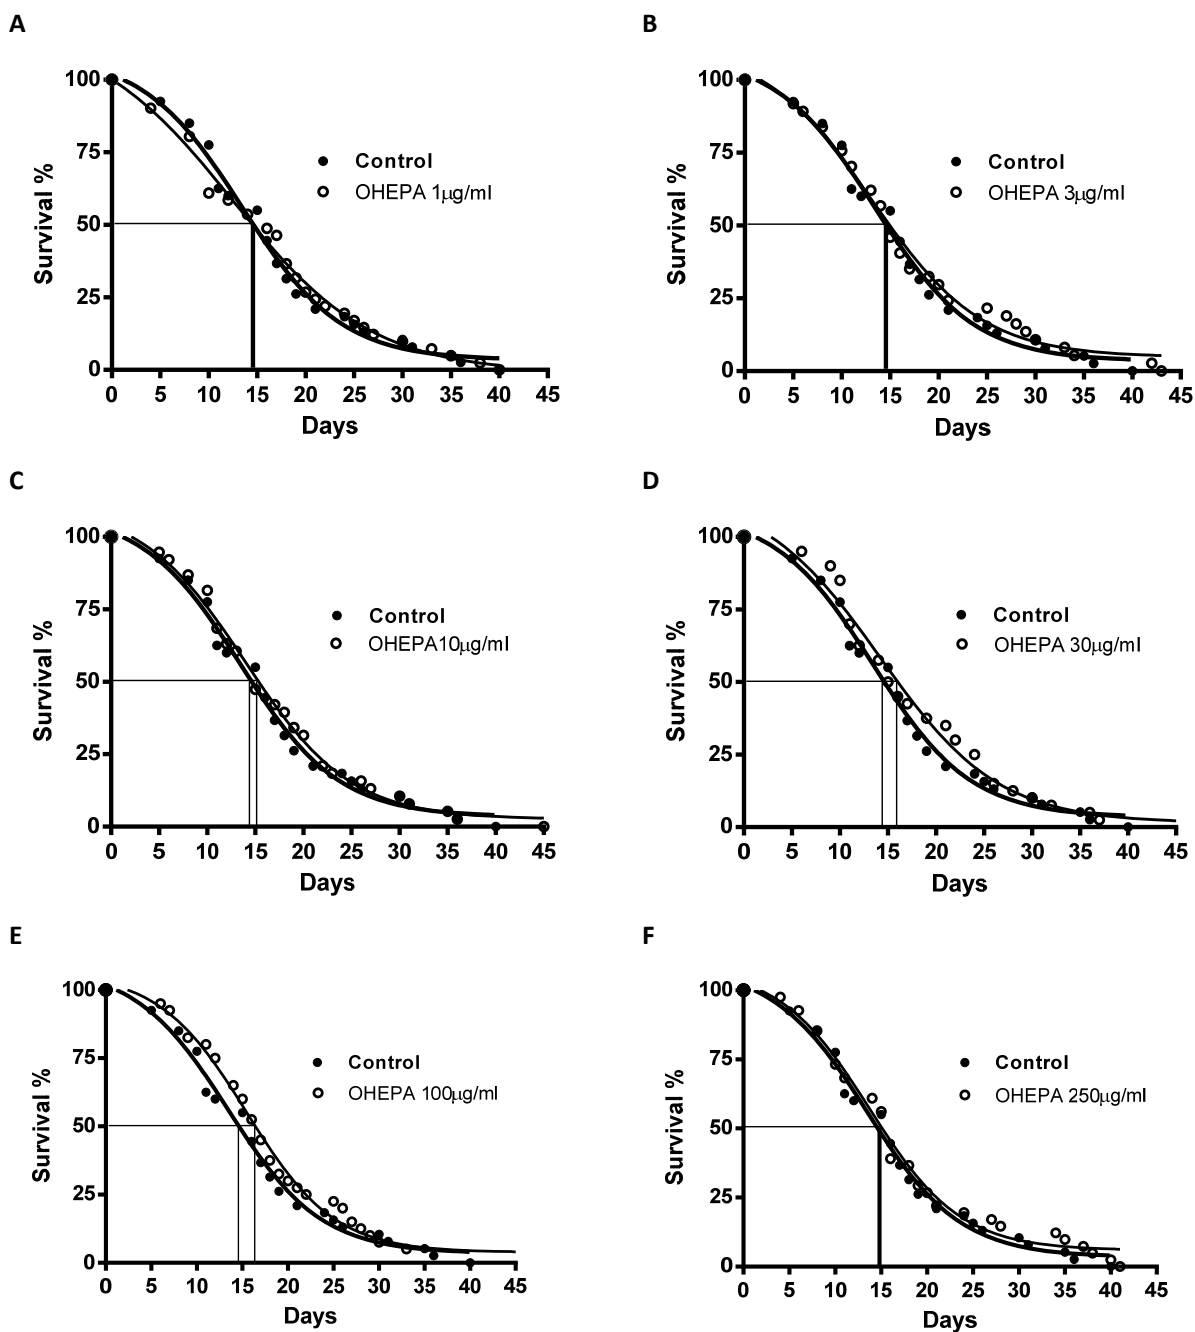 A
Survival %
100
75
50
25
0
0 5 10 15 20 25 30 35 40 45
Days
Control
OHEPA 1µg/ml
B
Survival %
100
75
50
25
0
0 5 10 15 20 25 30 35 40 45
Days
Control
OHEPA 3µg/ml
C
Survival %
100
75
50
25
0
0 5 10 15 20 25 30 35 40 45
Days
Control
OHEPA10µg/ml
D
Survival %
100
75
50
25
0
0 5 10 15 20 25 30 35 40 45
Days
Control
OHEPA 30µg/ml
E
Survival %
100
75
50
25
0
0 5 10 15 20 25 30 35 40 45
Days
Control
OHEPA 100µg/ml
F
Survival %
100
75
50
25
0
0 5 10 15 20 25 30 35 40 45
Days
Control
OHEPA 250µg/ml